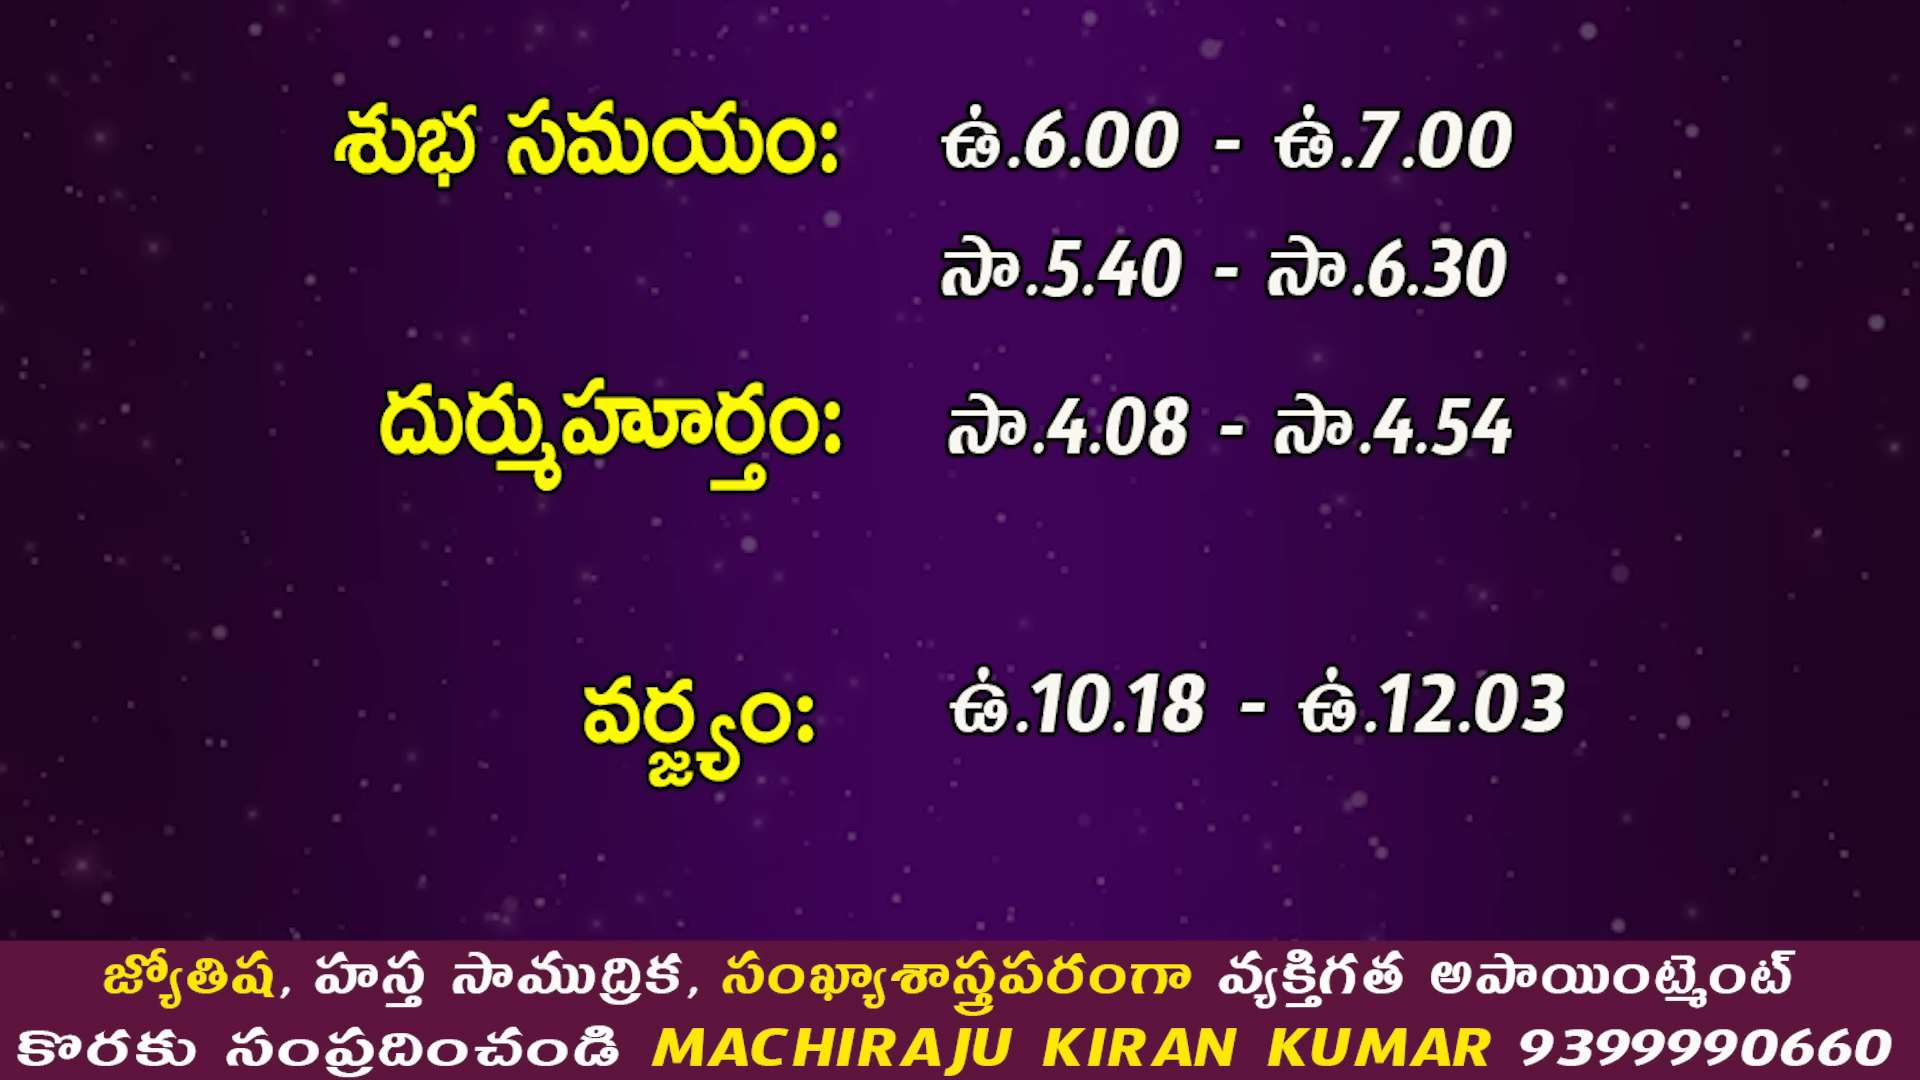 శుభ సమయం: ఉ.6.00 - ఉ.7.00
సా.5.40 - సా.6.30
దుర్ముహూర్తం: సా.4.08 - సా.4.54
వర్జ్యం: ఉ.10.18 - ఉ.12.03
జ్యోతిష, హస్త సాముద్రిక, సంఖ్యాశాస్త్రపరంగా వ్యక్తిగత అపాయింట్మెంట్
కొరకు సంప్రదించండి MACHIRAJU KIRAN KUMAR 9399990660